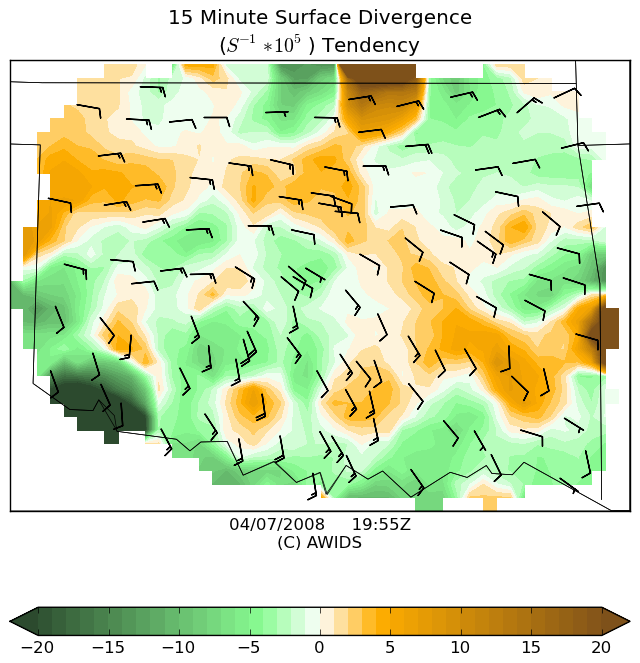 15 Minute Surface Divergence
(S⁻¹ * 10⁵ ) Tendency
04/07/2008 19:55Z
(C) AWIDS
−20 −15 −10 −5 0 5 10 15 20